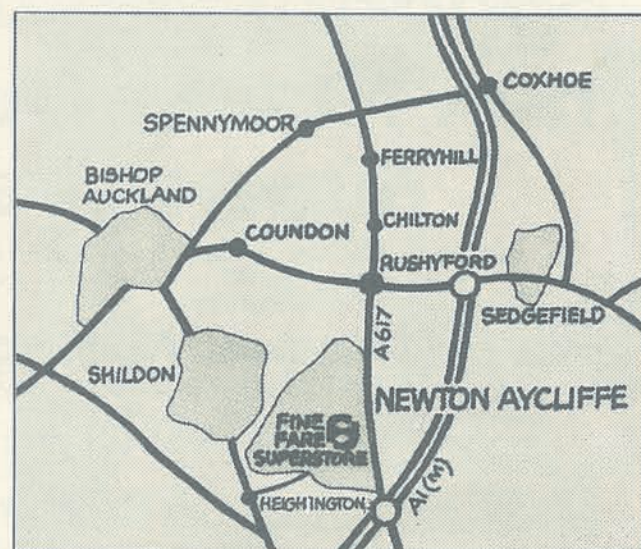 COXHOE
SPENNYMOOR
FERRYHILL
BISHOP
AUCKLAND
CHILTON
COUNDON
RUSHYFORD
SEDGEFIELD
A617
SHILDON
NEWTON AYCLIFFE
FINE
FARE
SUPERSTORE
A1(M)
HEIGHINGTON